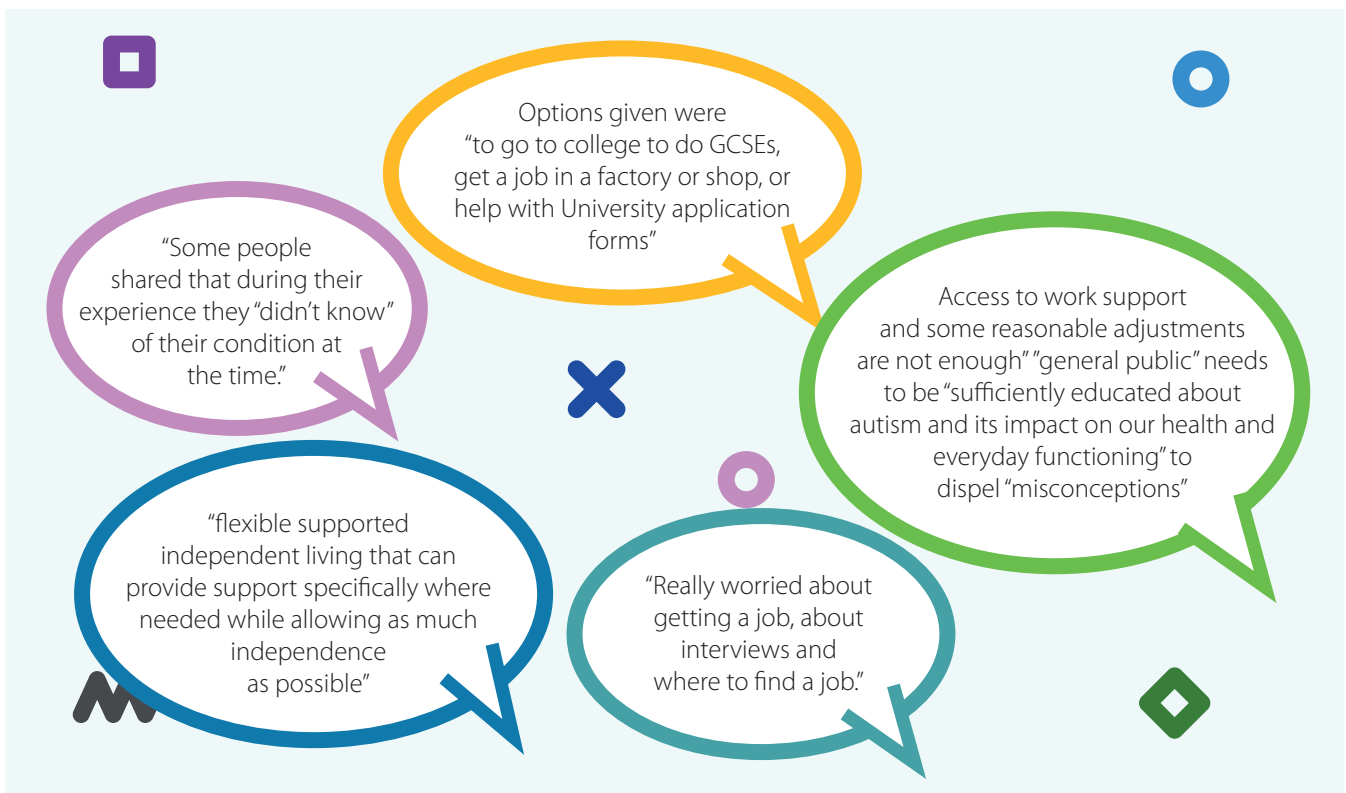 Options given were
“to go to college to do GCSEs,
get a job in a factory or shop, or
help with University application
forms”
“Some people
shared that during their
experience they “didn’t know”
of their condition at
the time.”
Access to work support
and some reasonable adjustments
are not enough” ”general public” needs
to be “sufficiently educated about
autism and its impact on our health and
everyday functioning” to
dispel “misconceptions”
“flexible supported
independent living that can
provide support specifically where
needed while allowing as much
independence
as possible”
“Really worried about
getting a job, about
interviews and
where to find a job.”